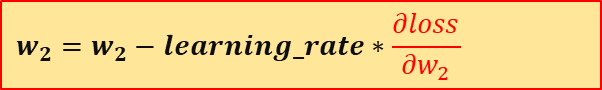 w₂ = w₂ − learning_rate * ∂loss/∂w₂